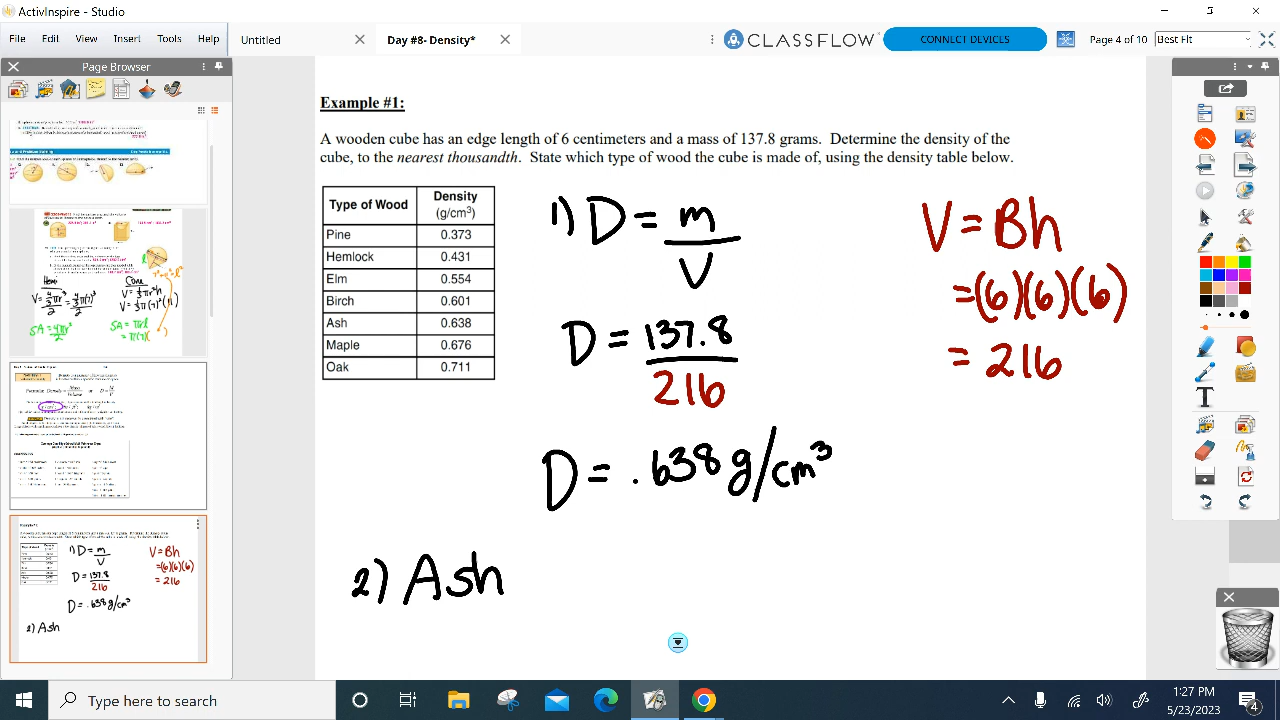 ActivInspire - Studio
File Edit View Insert Tools Help
Untitled
Day #8- Density*
CLASSFLOW
CONNECT DEVICES
Page 4 of 10
Best Fit
Page Browser
Example #1:
A wooden cube has an edge length of 6 centimeters and a mass of 137.8 grams. Determine the density of the
cube, to the nearest thousandth. State which type of wood the cube is made of, using the density table below.
Type of Wood Density
(g/cm³)
Pine 0.373
Hemlock 0.431
Elm 0.554
Birch 0.601
Ash 0.638
Maple 0.676
Oak 0.711
1) D = m
V
D = 137.8
216
D = .638 g/cm³
2) Ash
V = Bh
=(6)(6)(6)
= 216
Type here to search
1:27 PM
5/23/2023
4